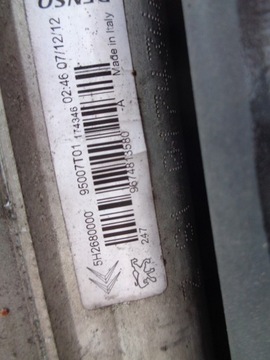 DENSO
02:46 07/12/12
Made in Italy
174346
-A
95007T01
9674813580
5H2680000
247